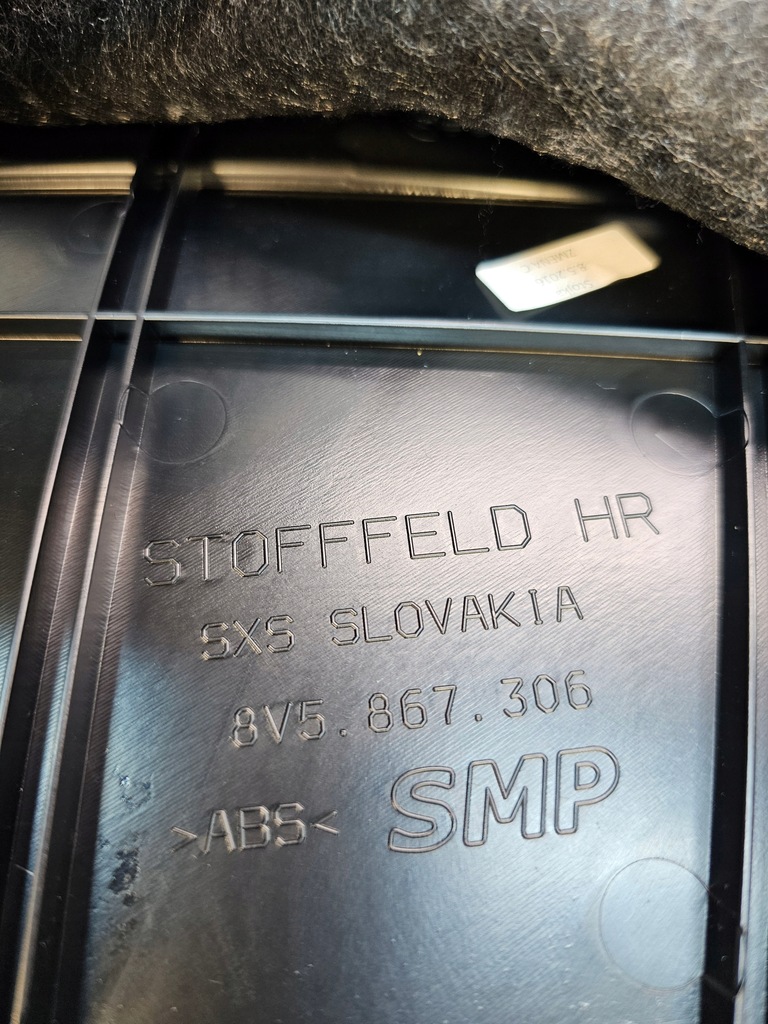 STOFFFELD HR
SXS SLOVAKIA
8V5.867.306
>ABS< SMP